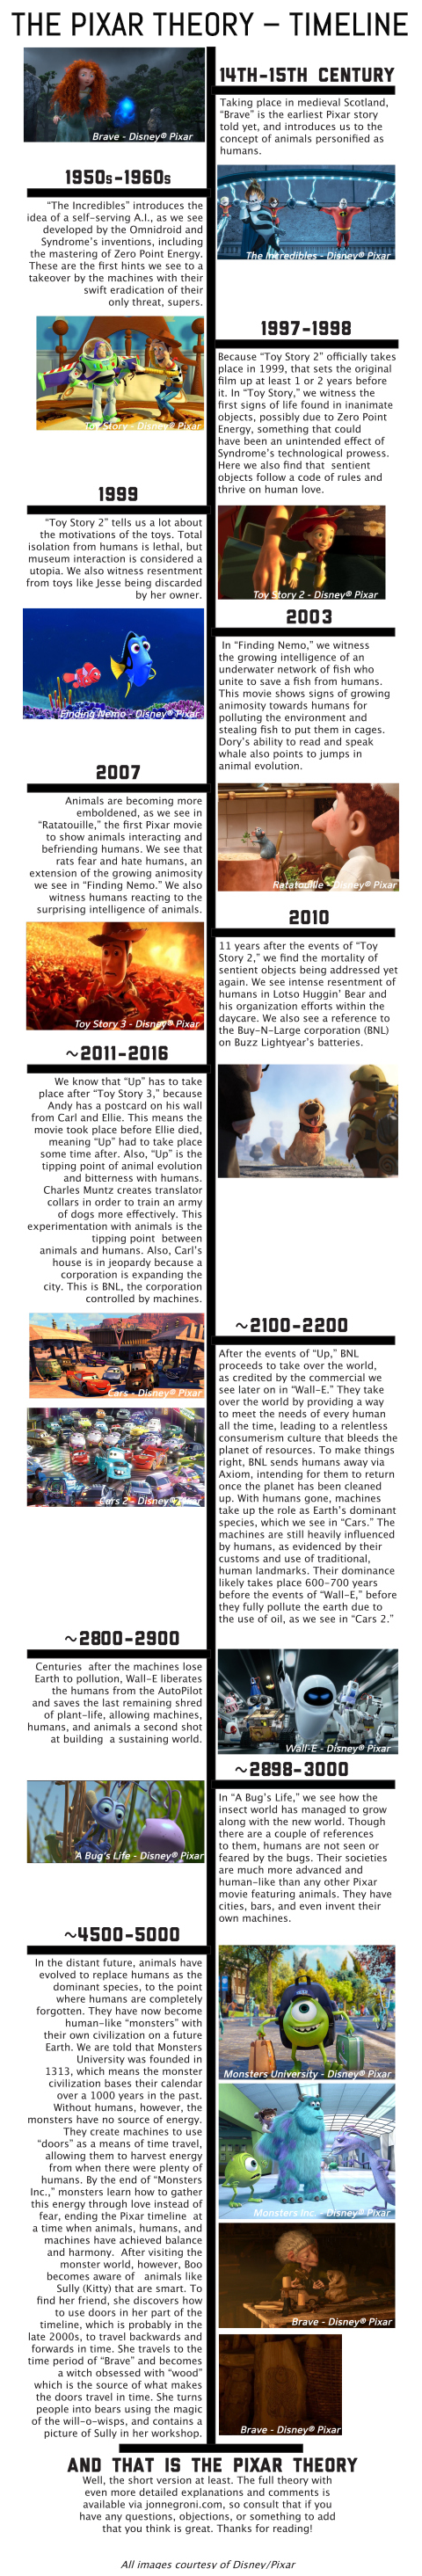 THE PIXAR THEORY – TIMELINE
Brave - Disney® Pixar
14TH-15TH CENTURY
Taking place in medieval Scotland,
“Brave” is the earliest Pixar story
told yet, and introduces us to the
concept of animals personified as
humans.
1950s-1960s
“The Incredibles” introduces the
idea of a self-serving A.I., as we see
developed by the Omnidroid and
Syndrome’s inventions, including
the mastering of Zero Point Energy.
These are the first hints we see to a
takeover by the machines with their
swift eradication of their
only threat, supers.
The Incredibles - Disney® Pixar
Toy Story - Disney® Pixar
1997-1998
Because “Toy Story 2” officially takes
place in 1999, that sets the original
film up at least 1 or 2 years before
it. In “Toy Story,” we witness the
first signs of life found in inanimate
objects, possibly due to Zero Point
Energy, something that could
have been an unintended effect of
Syndrome’s technological prowess.
Here we also find that sentient
objects follow a code of rules and
thrive on human love.
1999
“Toy Story 2” tells us a lot about
the motivations of the toys. Total
isolation from humans is lethal, but
museum interaction is considered a
utopia. We also witness resentment
from toys like Jesse being discarded
by her owner.
Toy Story 2 - Disney® Pixar
Finding Nemo - Disney® Pixar
2003
In “Finding Nemo,” we witness
the growing intelligence of an
underwater network of fish who
unite to save a fish from humans.
This movie shows signs of growing
animosity towards humans for
polluting the environment and
stealing fish to put them in cages.
Dory’s ability to read and speak
whale also points to jumps in
animal evolution.
2007
Animals are becoming more
emboldened, as we see in
“Ratatouille,” the first Pixar movie
to show animals interacting and
befriending humans. We see that
rats fear and hate humans, an
extension of the growing animosity
we see in “Finding Nemo.” We also
witness humans reacting to the
surprising intelligence of animals.
Ratatouille - Disney® Pixar
Toy Story 3 - Disney® Pixar
2010
11 years after the events of “Toy
Story 2,” we find the mortality of
sentient objects being addressed yet
again. We see intense resentment of
humans in Lotso Huggin’ Bear and
his organization efforts within the
daycare. We also see a reference to
the Buy-N-Large corporation (BNL)
on Buzz Lightyear’s batteries.
~2011-2016
We know that “Up” has to take
place after “Toy Story 3,” because
Andy has a postcard on his wall
from Carl and Ellie. This means the
movie took place before Ellie died,
meaning “Up” had to take place
some time after. Also, “Up” is the
tipping point of animal evolution
and bitterness with humans.
Charles Muntz creates translator
collars in order to train an army
of dogs more effectively. This
experimentation with animals is the
tipping point between
animals and humans. Also, Carl’s
house is in jeopardy because a
corporation is expanding the
city. This is BNL, the corporation
controlled by machines.
Cars - Disney® Pixar
Cars 2 - Disney® Pixar
~2100-2200
After the events of “Up,” BNL
proceeds to take over the world,
as credited by the commercial we
see later on in “Wall-E.” They take
over the world by providing a way
to meet the needs of every human
all the time, leading to a relentless
consumerism culture that bleeds the
planet of resources. To make things
right, BNL sends humans away via
Axiom, intending for them to return
once the planet has been cleaned
up. With humans gone, machines
take up the role as Earth’s dominant
species, which we see in “Cars.” The
machines are still heavily influenced
by humans, as evidenced by their
customs and use of traditional,
human landmarks. Their dominance
likely takes place 600-700 years
before the events of “Wall-E,” before
they fully pollute the earth due to
the use of oil, as we see in “Cars 2.”
~2800-2900
Centuries after the machines lose
Earth to pollution, Wall-E liberates
the humans from the AutoPilot
and saves the last remaining shred
of plant-life, allowing machines,
humans, and animals a second shot
at building a sustaining world.
Wall-E - Disney® Pixar
A Bug’s Life - Disney® Pixar
~2898-3000
In “A Bug’s Life,” we see how the
insect world has managed to grow
along with the new world. Though
there are a couple of references
to them, humans are not seen or
feared by the bugs. Their societies
are much more advanced and
human-like than any other Pixar
movie featuring animals. They have
cities, bars, and even invent their
own machines.
~4500-5000
In the distant future, animals have
evolved to replace humans as the
dominant species, to the point
where humans are completely
forgotten. They have now become
human-like “monsters” with
their own civilization on a future
Earth. We are told that Monsters
University was founded in
1313, which means the monster
civilization bases their calendar
over a 1000 years in the past.
Without humans, however, the
monsters have no source of energy.
They create machines to use
“doors” as a means of time travel,
allowing them to harvest energy
from when there were plenty of
humans. By the end of “Monsters
Inc.,” monsters learn how to gather
this energy through love instead of
fear, ending the Pixar timeline at
a time when animals, humans, and
machines have achieved balance
and harmony. After visiting the
monster world, however, Boo
becomes aware of animals like
Sully (Kitty) that are smart. To
find her friend, she discovers how
to use doors in her part of the
timeline, which is probably in the
late 2000s, to travel backwards and
forwards in time. She travels to the
time period of “Brave” and becomes
a witch obsessed with “wood”
which is the source of what makes
the doors travel in time. She turns
people into bears using the magic
of the will-o-wisps, and contains a
picture of Sully in her workshop.
Monsters University - Disney® Pixar
Monsters Inc. - Disney® Pixar
Brave - Disney® Pixar
Brave - Disney® Pixar
AND THAT IS THE PIXAR THEORY
Well, the short version at least. The full theory with
even more detailed explanations and comments is
available via jonnegroni.com, so consult that if you
have any questions, objections, or something to add
that you think is great. Thanks for reading!
All images courtesy of Disney/Pixar